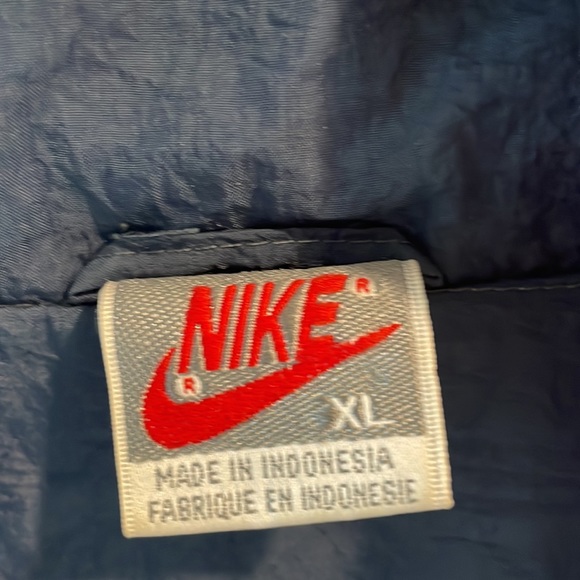 NIKE ®
®
XL
MADE IN INDONESIA
FABRIQUE EN INDONESIE